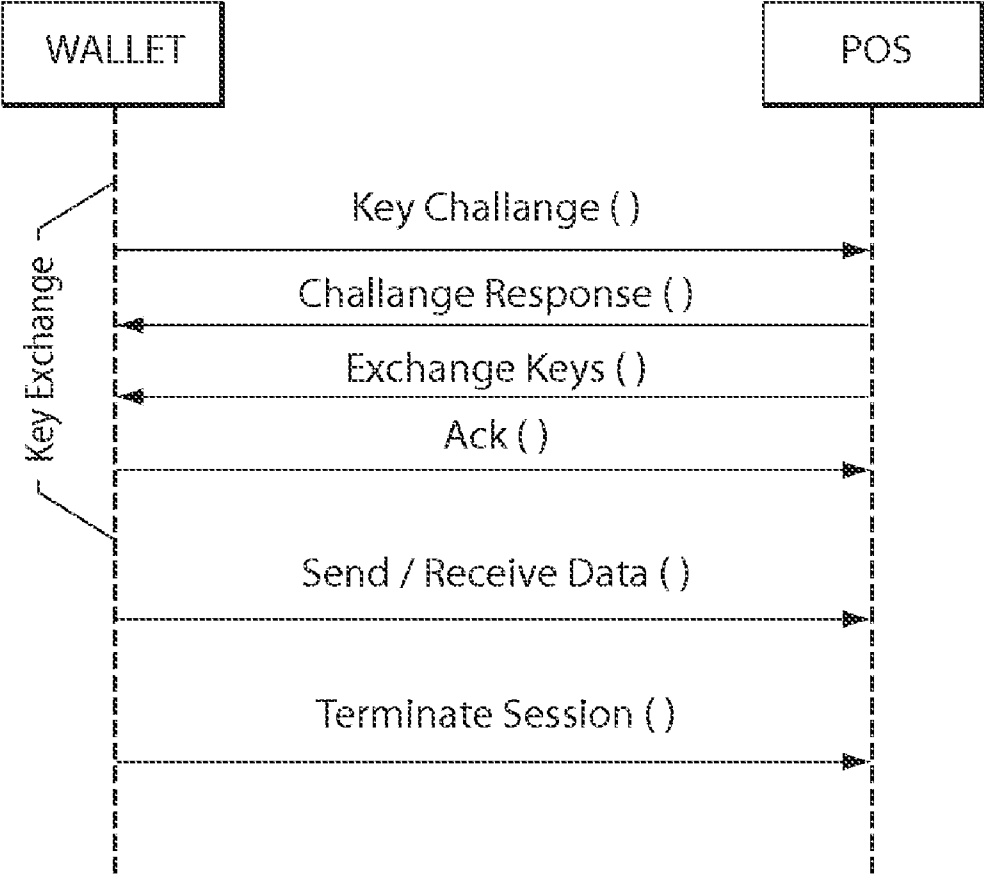 WALLET
POS
Key Challange ( )
Challange Response ( )
Exchange Keys ( )
Ack ( )
Key Exchange
Send / Receive Data ( )
Terminate Session ( )